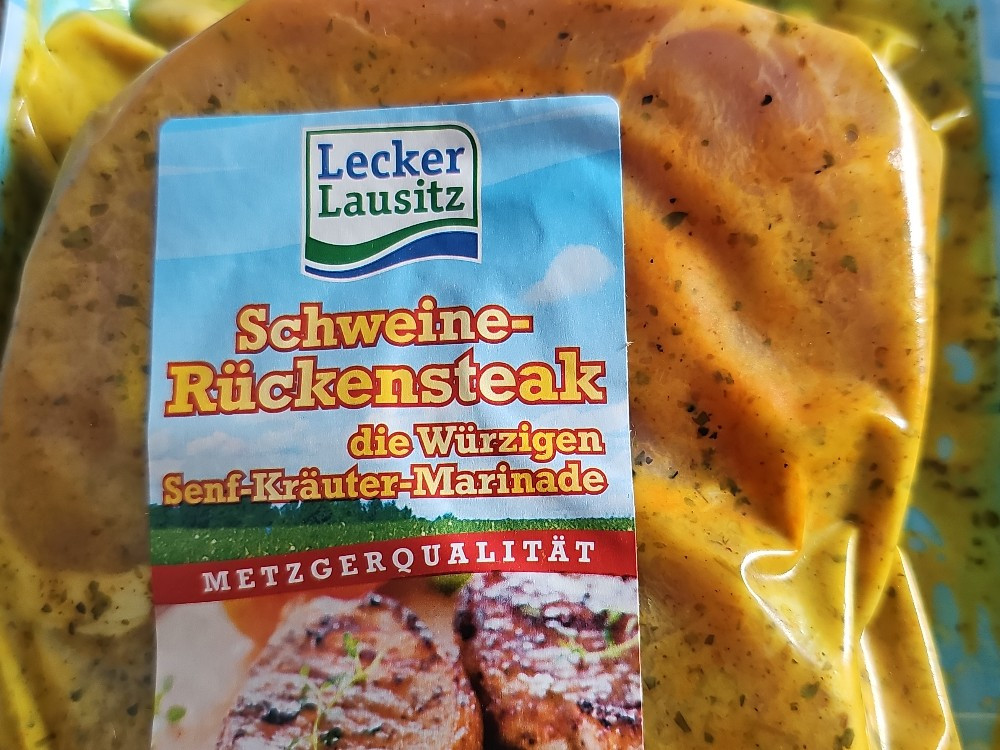 Lecker
Lausitz
Schweine-
Rückensteak
die Würzigen
Senf-Kräuter-Marinade
METZGERQUALITÄT